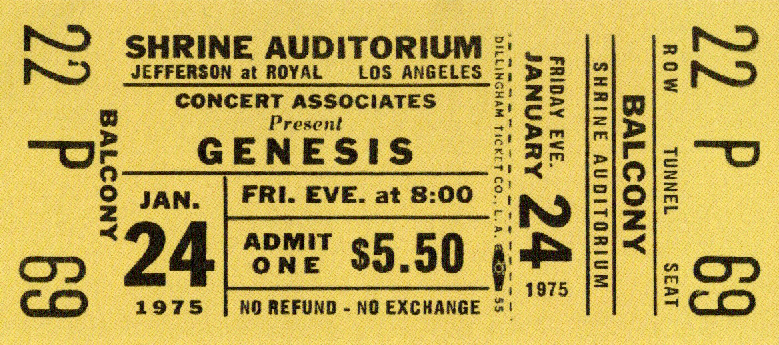 22 P 69
BALCONY
SHRINE AUDITORIUM
JEFFERSON at ROYAL LOS ANGELES
CONCERT ASSOCIATES
Present
GENESIS
JAN.
24
1975
FRI. EVE. at 8:00
ADMIT
ONE
$5.50
NO REFUND - NO EXCHANGE
DILLINGHAM TICKET CO., L. A. 55
FRIDAY EVE.
JANUARY
24
1975
SHRINE AUDITORIUM
BALCONY
ROW TUNNEL SEAT
22 P 69